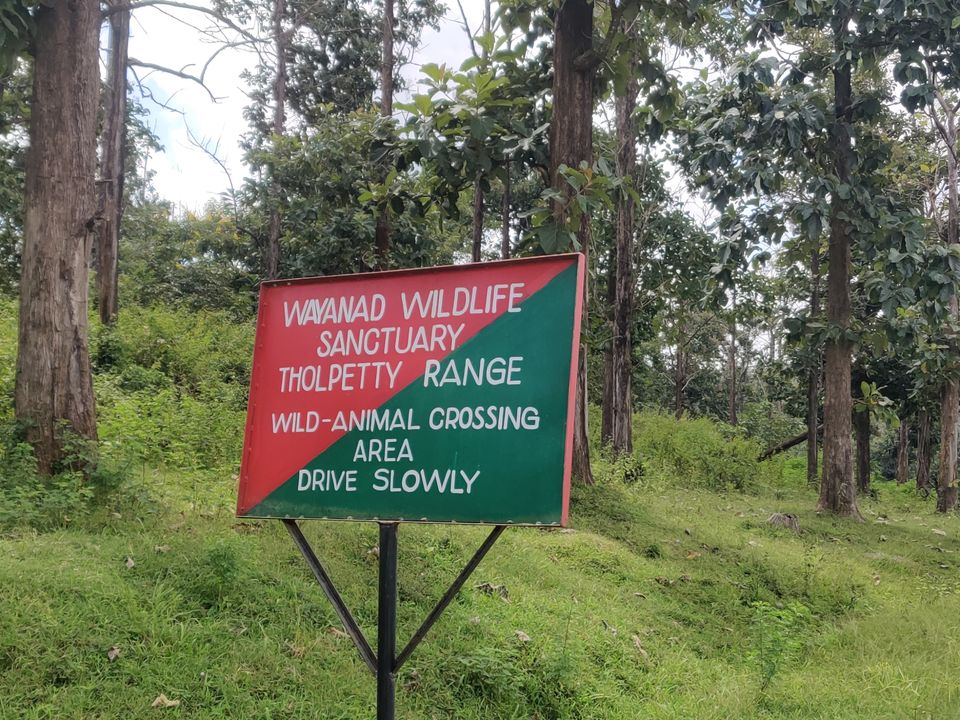 WAYANAD WILDLIFE
SANCTUARY
THOLPETTY RANGE
WILD-ANIMAL CROSSING
AREA
DRIVE SLOWLY